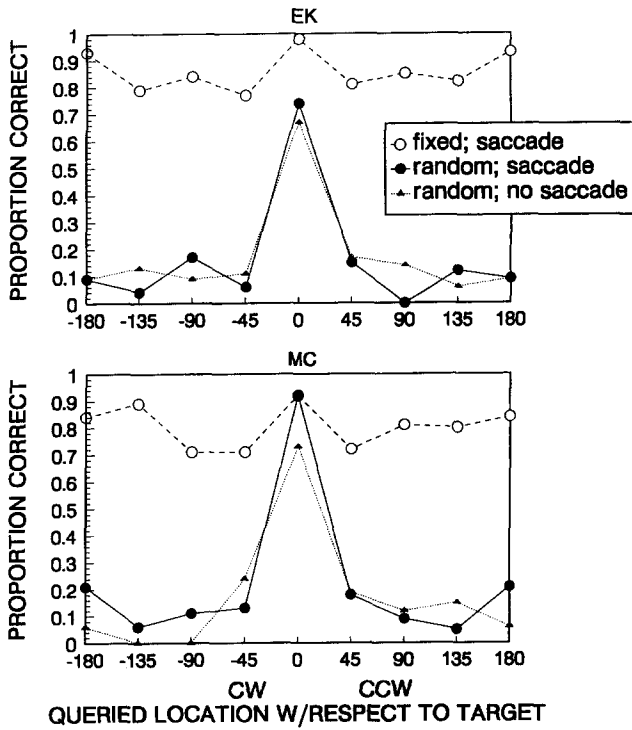 EK
PROPORTION CORRECT
1
0.9
0.8
0.7
0.6
0.5
0.4
0.3
0.2
0.1
0
-180 -135 -90 -45 0 45 90 135 180
fixed; saccade
random; saccade
random; no saccade
MC
PROPORTION CORRECT
1
0.9
0.8
0.7
0.6
0.5
0.4
0.3
0.2
0.1
0
-180 -135 -90 -45 0 45 90 135 180
CW CCW
QUERIED LOCATION W/RESPECT TO TARGET